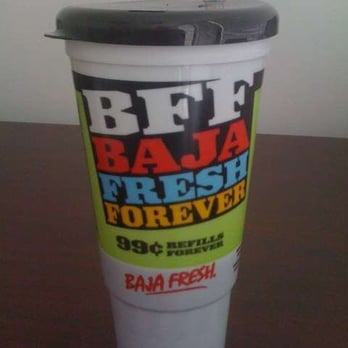 BFF
BAJA
FRESH
FOREVER
99¢ REFILLS
FOREVER
BAJA FRESH.